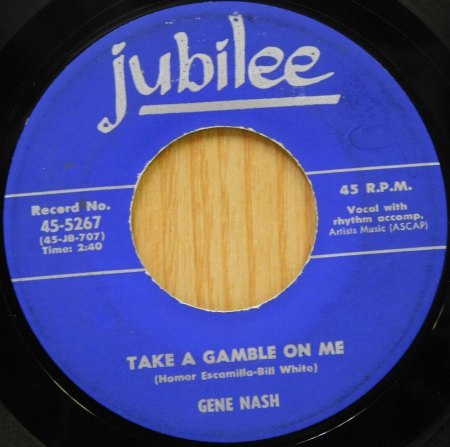 jubilee
Record No.
45-5267
(45-JB-707)
Time: 2:40
45 R.P.M.
Vocal with
rhythm accomp.
Artists Music (ASCAP)
TAKE A GAMBLE ON ME
(Homer Escamilla-Bill White)
GENE NASH